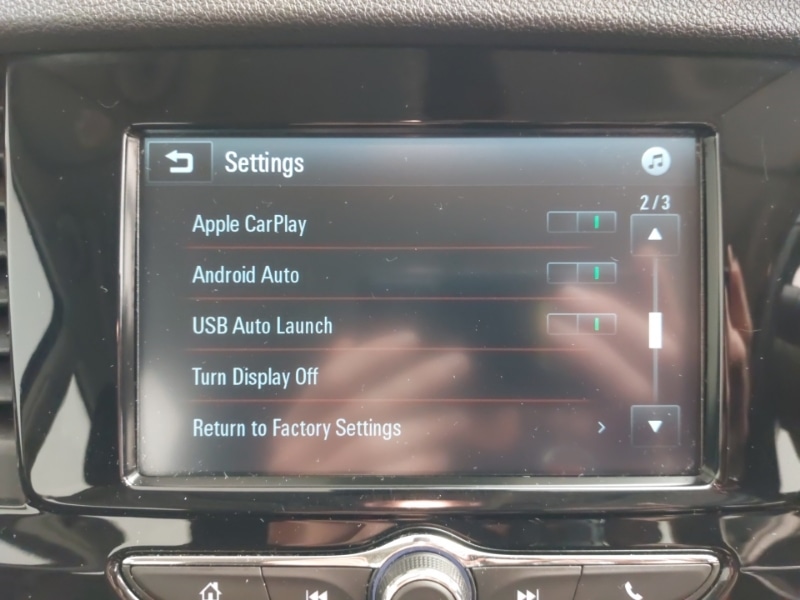 Settings
2/3
Apple CarPlay
Android Auto
USB Auto Launch
Turn Display Off
Return to Factory Settings